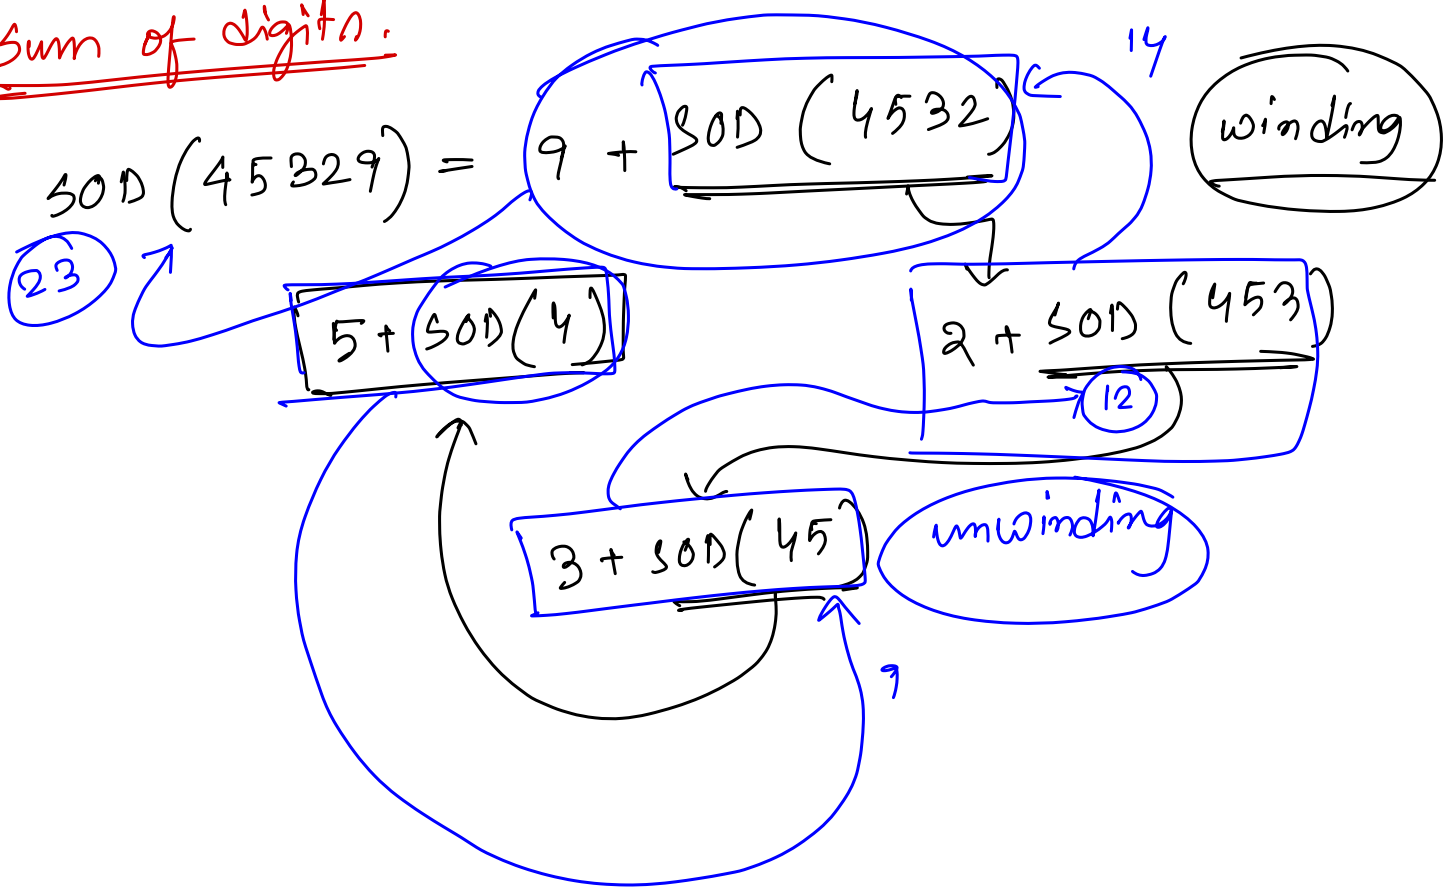 Sum of digits.
14
SOD (45329) = 9 + SOD (4532)
winding
23
5 + SOD(4)
2 + SOD (453)
12
3 + SOD(45)
unwinding
9